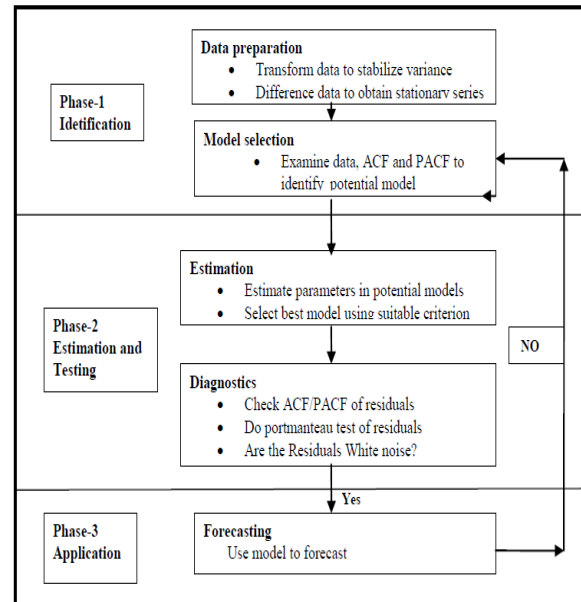 Data preparation
• Transform data to stabilize variance
• Difference data to obtain stationary series
Phase-1
Idetification
Model selection
• Examine data, ACF and PACF to
identify potential model
Estimation
• Estimate parameters in potential models
• Select best model using suitable criterion
Phase-2
Estimation and
Testing
NO
Diagnostics
• Check ACF/PACF of residuals
• Do portmanteau test of residuals
• Are the Residuals White noise?
Yes
Phase-3
Application
Forecasting
Use model to forecast